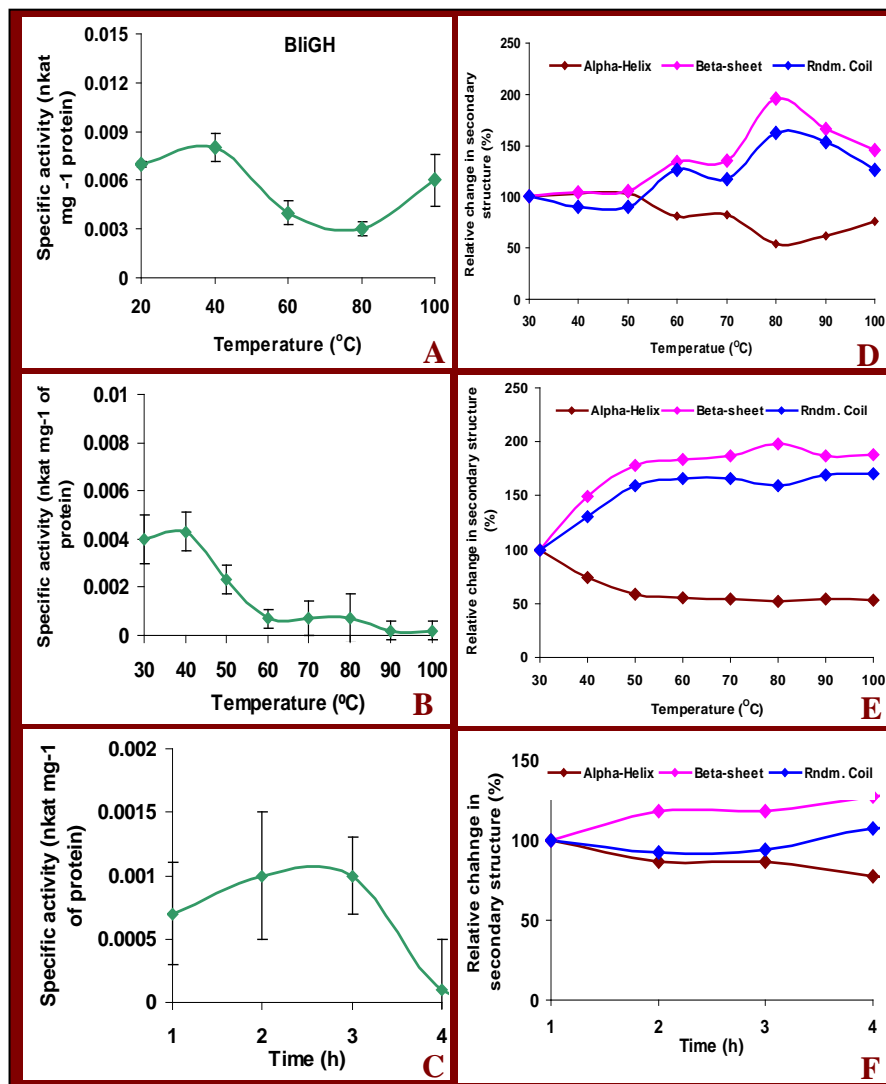 BliGH
Specific activity (nkat
mg -1 protein)
0.015
0.012
0.009
0.006
0.003
0
20 40 60 80 100
Temperature (°C)
A
Relative change in secondary
structure (%)
250
200
150
100
50
0
Alpha-Helix Beta-sheet Rndm. Coil
30 40 50 60 70 80 90 100
Temperatue (°C)
D
Specific activity (nkat mg-1 of
protein)
0.01
0.008
0.006
0.004
0.002
0
30 40 50 60 70 80 90 100
Temperature (ºC)
B
Relative change in secondary structure
(%)
250
200
150
100
50
0
Alpha-Helix Beta-sheet Rndm. Coil
30 40 50 60 70 80 90 100
Temperature (°C)
E
Specific activity (nkat mg-1
of protein)
0.002
0.0015
0.001
0.0005
0
1 2 3 4
Time (h)
C
Relative chahnge in
secondary structure (%)
150
100
50
0
Alpha-Helix Beta-sheet Rndm. Coil
1 2 3 4
Time (h)
F